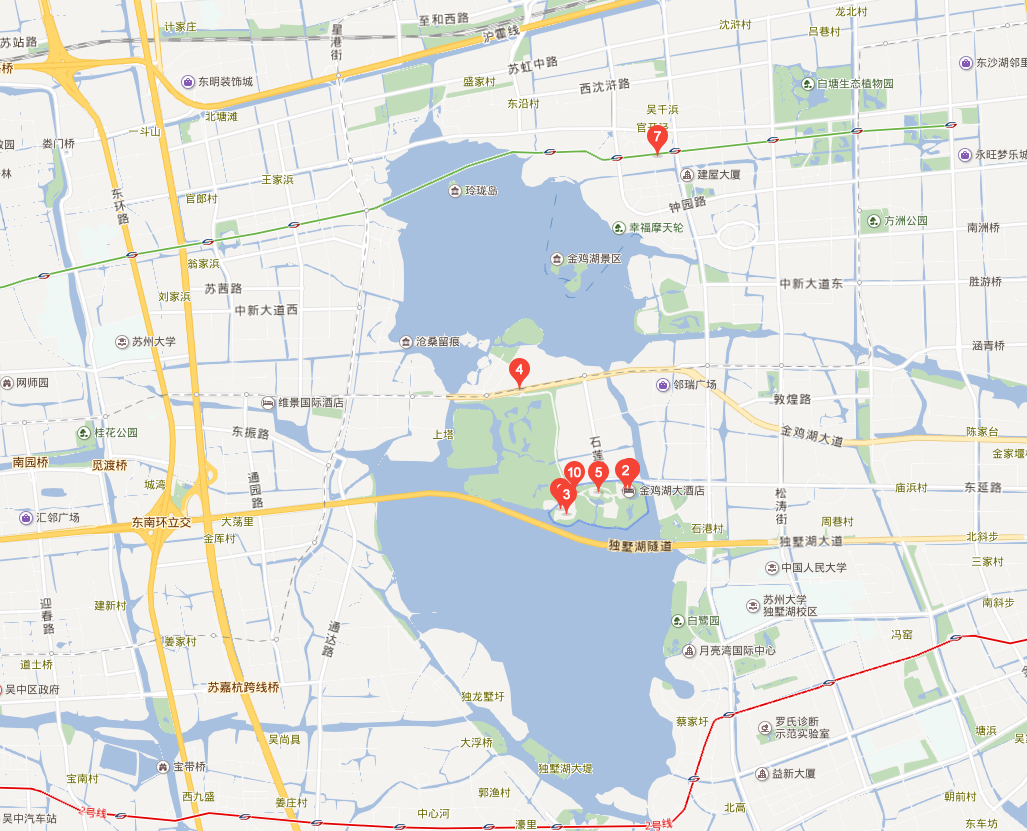 龙北村
计家庄
至和西路
星港街
沪霍线
沈浒村
吕巷村
苏站路
苏虹中路
东沙湖邻里
东明装饰城
盛家村
西沈浒路
白塘生态植物园
东沿村
北塘滩
吴千浜
一斗山
7
娄门桥
永旺梦乐城
建屋大厦
王家浜
玲珑岛
东环路
官郎村
钟园路
方洲公园
幸福摩天轮
南洲桥
翁家浜
金鸡湖景区
苏茜路
中新大道东
胜浦桥
刘家浜
中新大道西
苏州大学
沧桑留痕
涵青桥
4
网师园
邻瑞广场
维景国际酒店
敦煌路
桂花公园
东振路
上塔
金鸡湖大道
陈家台
石莲
金家堰
南园桥
觅渡桥
10
5
2
城湾
通园路
3
金鸡湖大酒店
松涛街
庙浜村
东延路
汇邻广场
东南环立交
大荡里
石港村
周巷村
金厍村
独墅湖隧道
独墅湖大道
北斜步
三家村
中国人民大学
迎春路
建新村
苏州大学
独墅湖校区
南斜步
白鹭园
通达路
姜家村
冯窑
月亮湾国际中心
道士桥
吴中区政府
苏嘉杭跨线桥
独龙墅圩
蔡家圩
罗氏诊断
示范实验室
塘浜
吴尚具
大浮桥
宝带桥
独墅湖大堤
益新大厦
宝南村
郭渔村
西九盛
姜庄村
朝前村
中心河
北高
2号线
吴中汽车站
濠里
2号线
东车坊